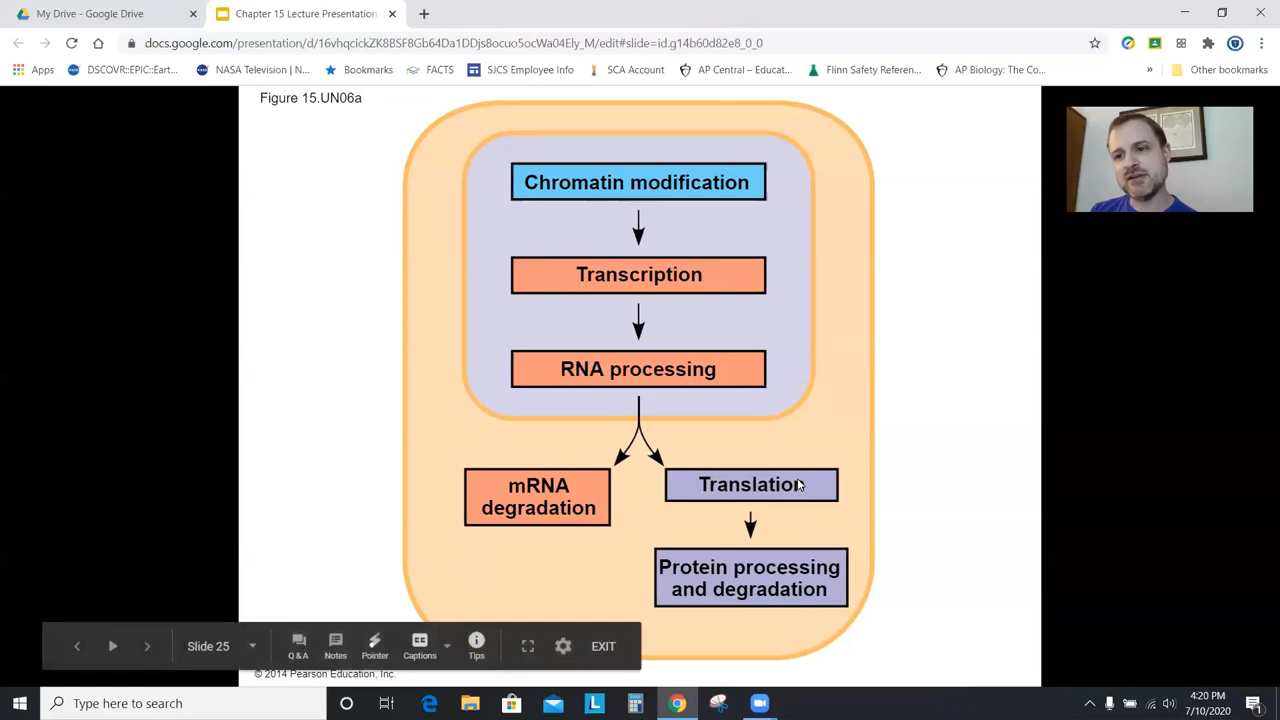 My Drive - Google Drive
Chapter 15 Lecture Presentation
docs.google.com/presentation/d/16vhqcickZK8BSF8GD64D1tDDjs8ocuo5ocWa04Ely_M/edit#slide=id.g14b60d82e8_0_0
Apps
DSCOVR::EPIC::Eart...
NASA Television | N...
Bookmarks
FACTS
SJCS Employee Info
SCA Account
AP Central – Educat...
Flinn Safety Referen...
AP Biology: The Co...
»
Other bookmarks
Figure 15.UN06a
Chromatin modification
Transcription
RNA processing
mRNA
degradation
Translation
Protein processing
and degradation
Slide 25
Q & A
Notes
Pointer
CC
Captions
Tips
EXIT
© 2014 Pearson Education, Inc.
Type here to search
L
4:20 PM
7/10/2020
1